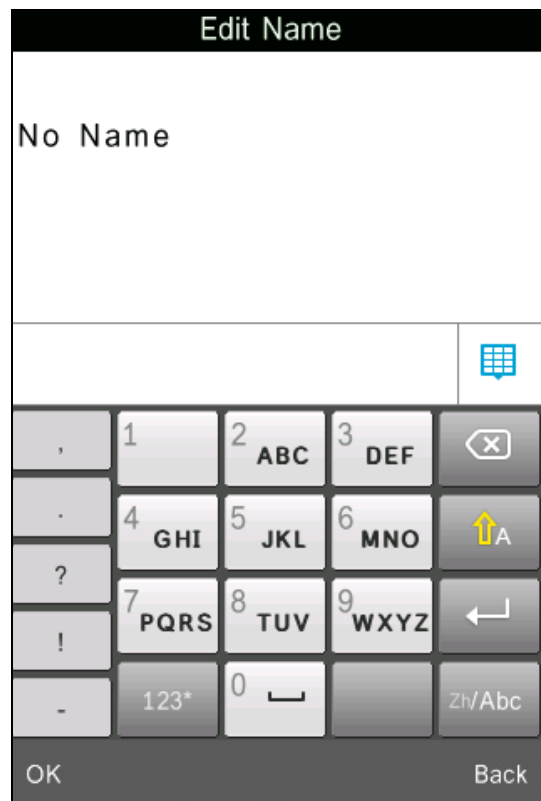 Edit Name
No Name
,
1
2 ABC
3 DEF
.
4 GHI
5 JKL
6 MNO
A
?
7 PQRS
8 TUV
9 WXYZ
!
-
123*
0
Zh/Abc
OK
Back